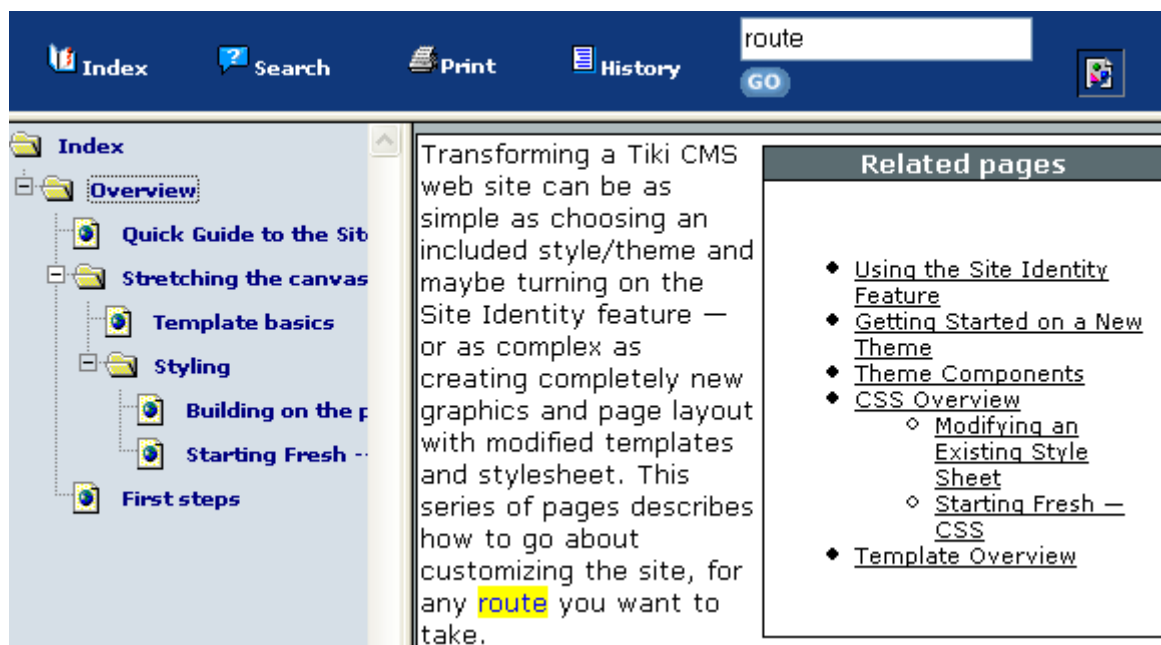 route
Index Search Print History
GO
Index
Overview
Quick Guide to the Sit
Stretching the canvas
Template basics
Styling
Building on the p
Starting Fresh -
First steps
Transforming a Tiki CMS
web site can be as
simple as choosing an
included style/theme and
maybe turning on the
Site Identity feature —
or as complex as
creating completely new
graphics and page layout
with modified templates
and stylesheet. This
series of pages describes
how to go about
customizing the site, for
any route you want to
take.
Related pages
Using the Site Identity
Feature
Getting Started on a New
Theme
Theme Components
CSS Overview
Modifying an
Existing Style
Sheet
Starting Fresh —
CSS
Template Overview